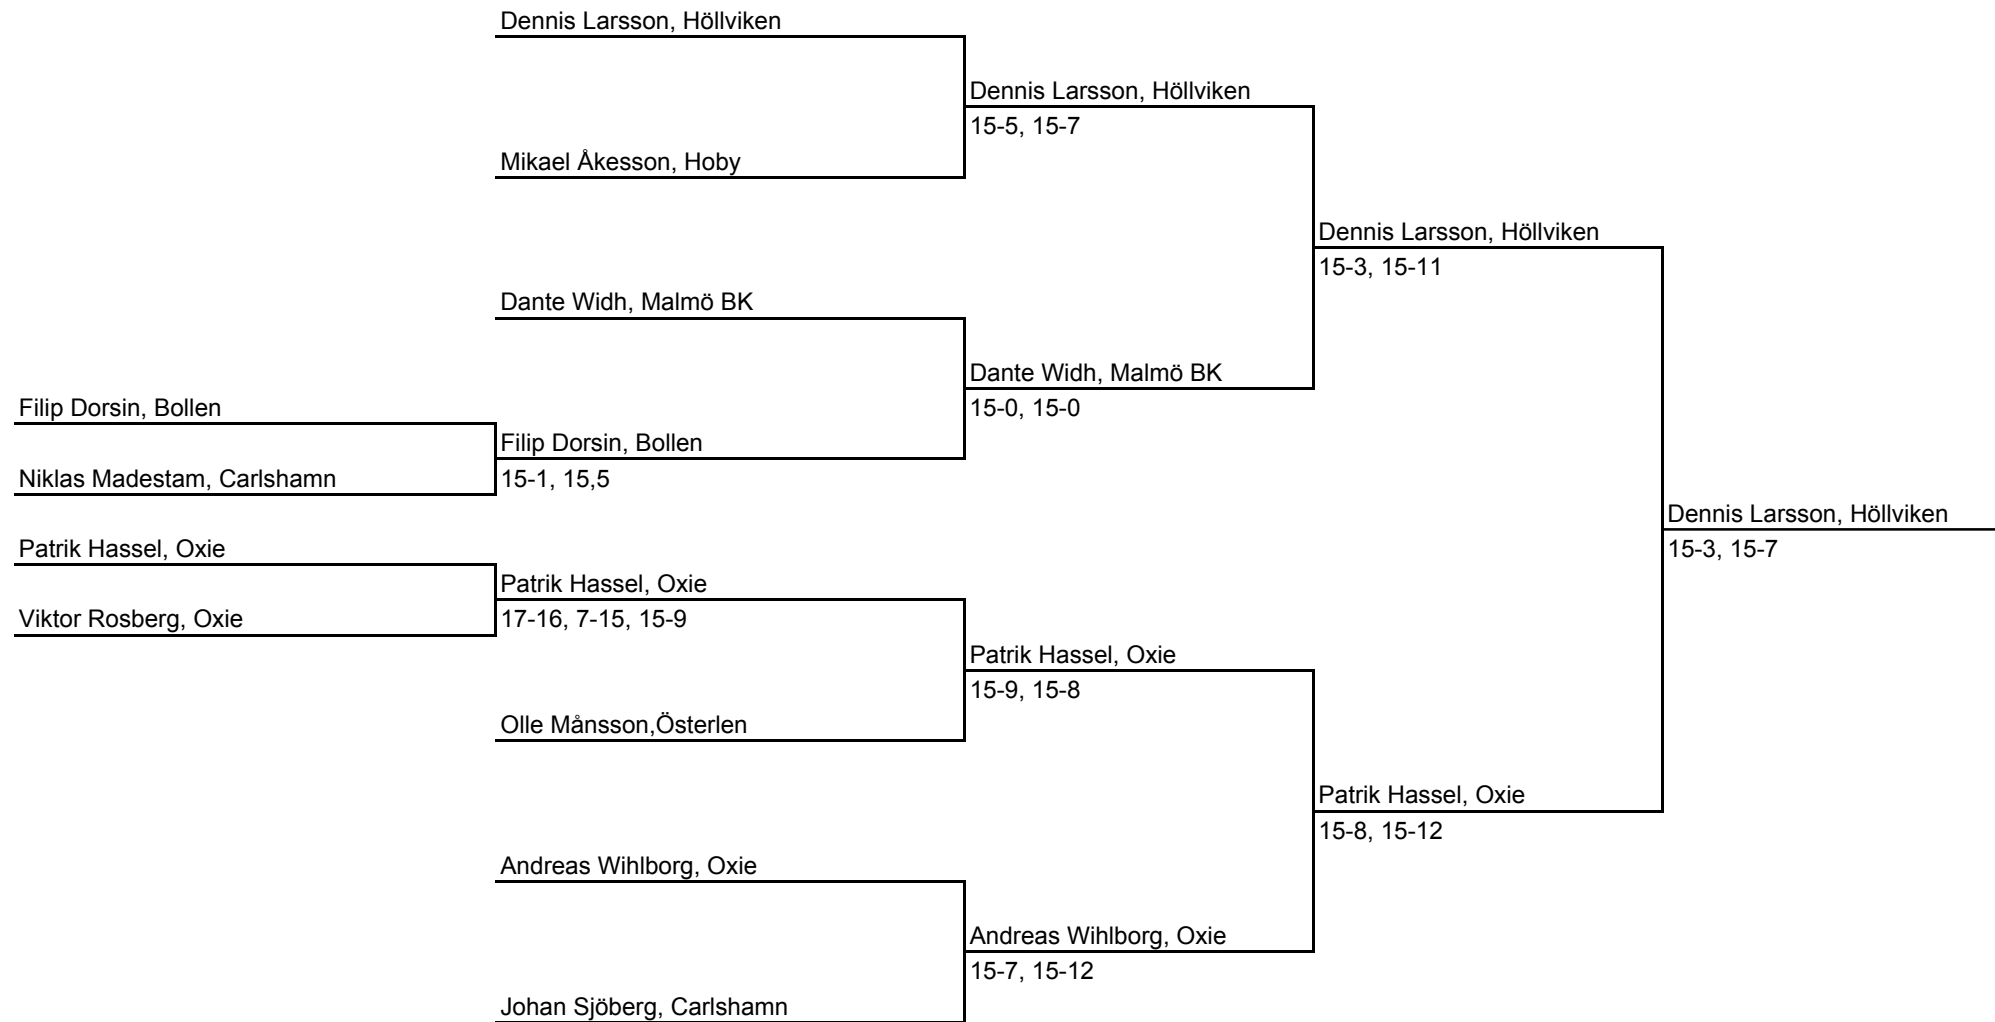 Dennis Larsson, Höllviken
Dennis Larsson, Höllviken
15-5, 15-7
Mikael Åkesson, Hoby
Dennis Larsson, Höllviken
15-3, 15-11
Dante Widh, Malmö BK
Dante Widh, Malmö BK
15-0, 15-0
Filip Dorsin, Bollen
Filip Dorsin, Bollen
15-1, 15,5
Niklas Madestam, Carlshamn
Dennis Larsson, Höllviken
15-3, 15-7
Patrik Hassel, Oxie
Patrik Hassel, Oxie
17-16, 7-15, 15-9
Viktor Rosberg, Oxie
Patrik Hassel, Oxie
15-9, 15-8
Olle Månsson,Österlen
Patrik Hassel, Oxie
15-8, 15-12
Andreas Wihlborg, Oxie
Andreas Wihlborg, Oxie
15-7, 15-12
Johan Sjöberg, Carlshamn